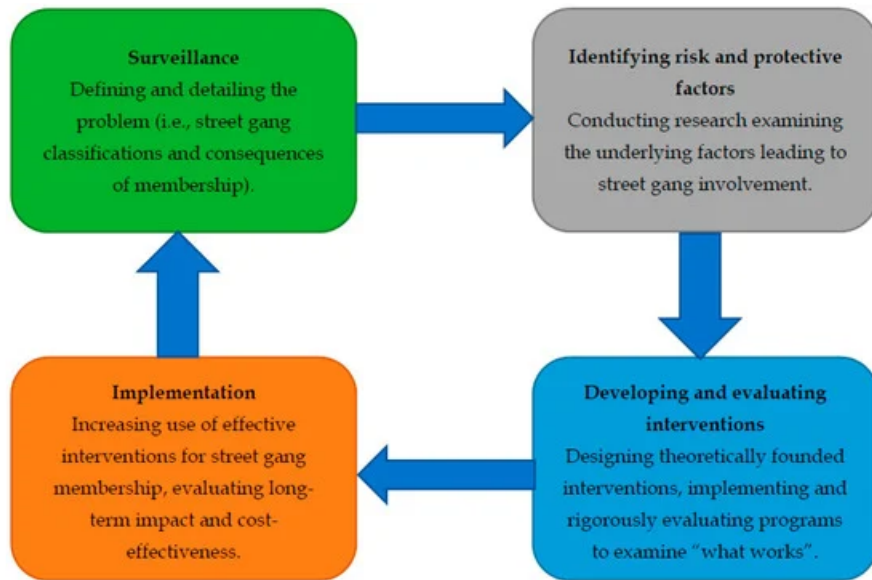 Surveillance
Defining and detailing the
problem (i.e., street gang
classifications and consequences
of membership).
Identifying risk and protective
factors
Conducting research examining
the underlying factors leading to
street gang involvement.
Developing and evaluating
interventions
Designing theoretically founded
interventions, implementing and
rigorously evaluating programs
to examine “what works”.
Implementation
Increasing use of effective
interventions for street gang
membership, evaluating long-
term impact and cost-
effectiveness.